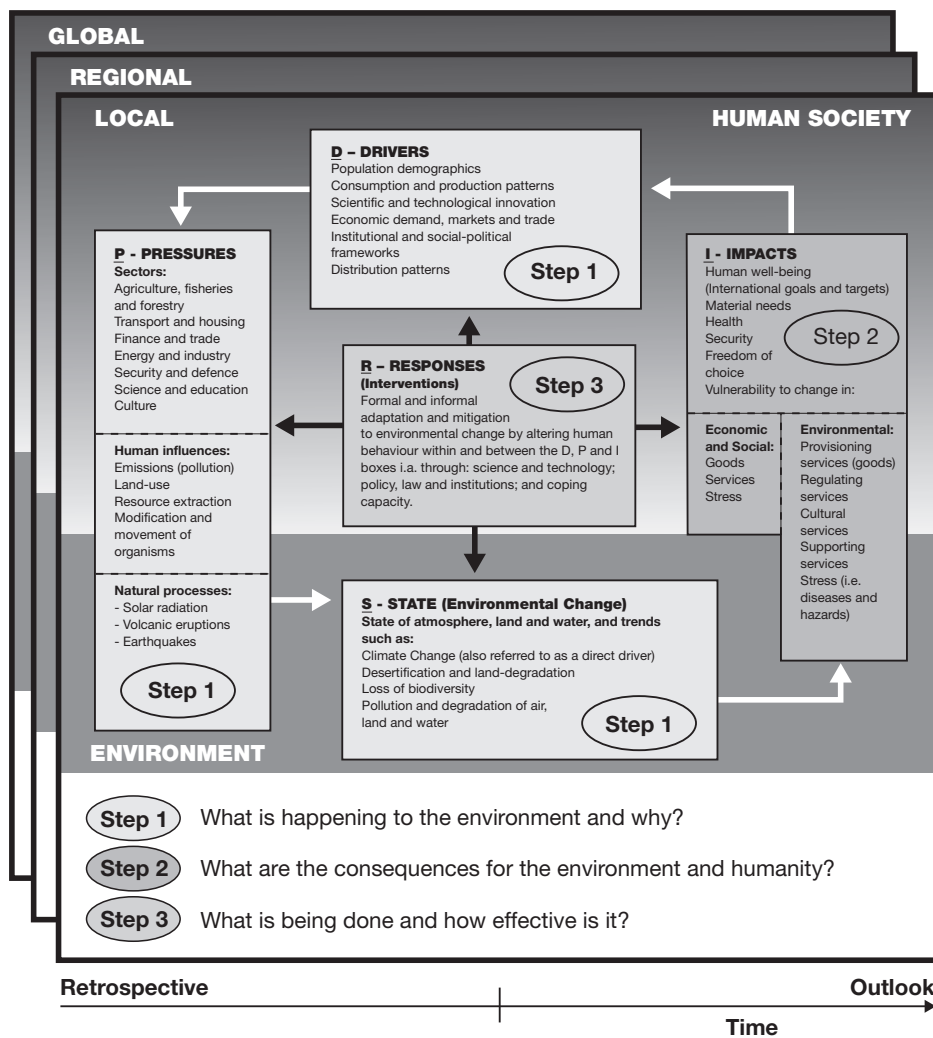 GLOBAL
REGIONAL
LOCAL
HUMAN SOCIETY
D – DRIVERS
Population demographics
Consumption and production patterns
Scientific and technological innovation
Economic demand, markets and trade
Institutional and social-political
frameworks
Distribution patterns
Step 1
P - PRESSURES
Sectors:
Agriculture, fisheries
and forestry
Transport and housing
Finance and trade
Energy and industry
Security and defence
Science and education
Culture
Human influences:
Emissions (pollution)
Land-use
Resource extraction
Modification and
movement of
organisms
Natural processes:
- Solar radiation
- Volcanic eruptions
- Earthquakes
Step 1
R – RESPONSES
(Interventions)
Formal and informal
adaptation and mitigation
to environmental change by altering human
behaviour within and between the D, P and I
boxes i.a. through: science and technology;
policy, law and institutions; and coping
capacity.
Step 3
I - IMPACTS
Human well-being
(International goals and targets)
Material needs
Health
Security
Freedom of
choice
Vulnerability to change in:
Step 2
Economic
and Social:
Goods
Services
Stress
Environmental:
Provisioning
services (goods)
Regulating
services
Cultural
services
Supporting
services
Stress (i.e.
diseases and
hazards)
S - STATE (Environmental Change)
State of atmosphere, land and water, and trends
such as:
Climate Change (also referred to as a direct driver)
Desertification and land-degradation
Loss of biodiversity
Pollution and degradation of air,
land and water
Step 1
ENVIRONMENT
Step 1 What is happening to the environment and why?
Step 2 What are the consequences for the environment and humanity?
Step 3 What is being done and how effective is it?
Retrospective
Outlook
Time